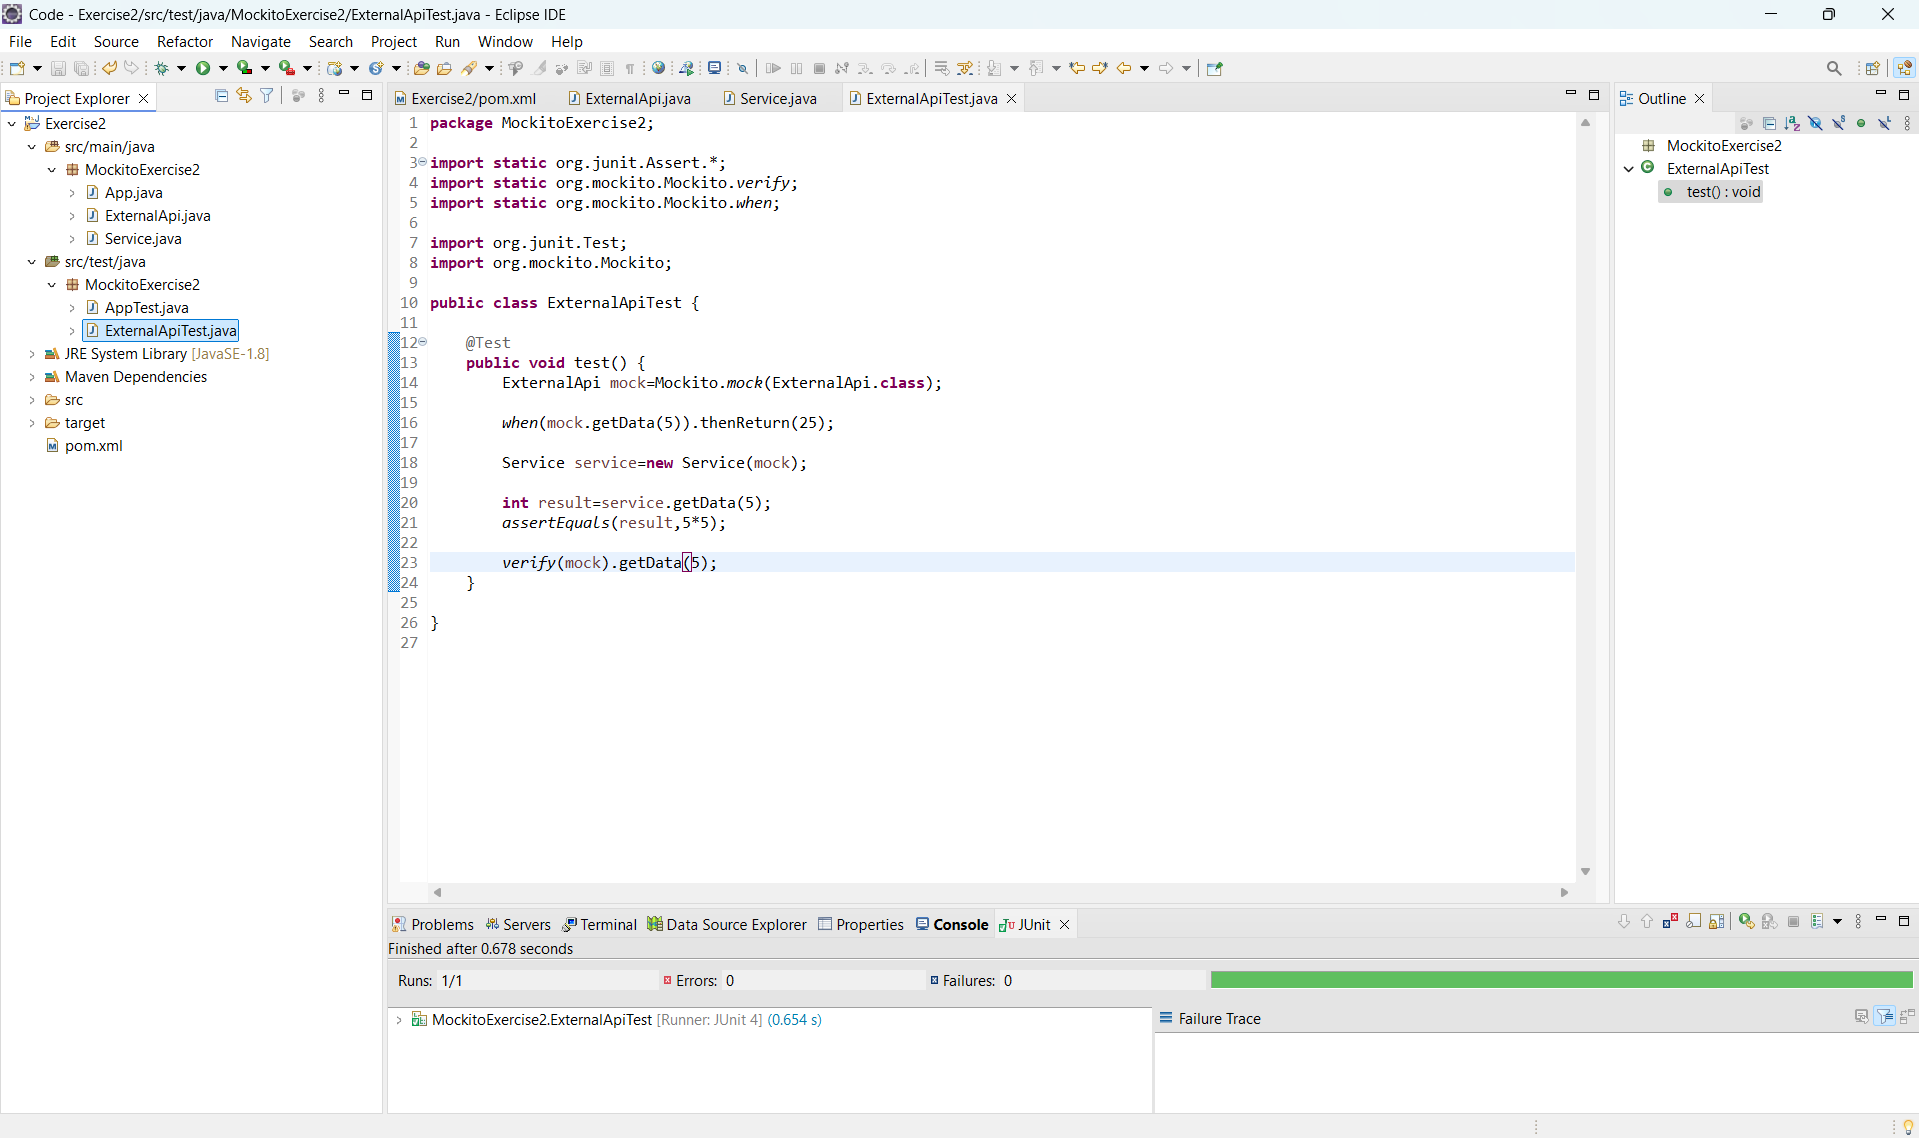 Code - Exercise2/src/test/java/MockitoExercise2/ExternalApiTest.java - Eclipse IDE
File Edit Source Refactor Navigate Search Project Run Window Help
Project Explorer
Exercise2
src/main/java
MockitoExercise2
App.java
ExternalApi.java
Service.java
src/test/java
MockitoExercise2
AppTest.java
ExternalApiTest.java
JRE System Library [JavaSE-1.8]
Maven Dependencies
src
target
pom.xml
Exercise2/pom.xml ExternalApi.java Service.java ExternalApiTest.java
1 package MockitoExercise2;
2
3 import static org.junit.Assert.*;
4 import static org.mockito.Mockito.verify;
5 import static org.mockito.Mockito.when;
6
7 import org.junit.Test;
8 import org.mockito.Mockito;
9
10 public class ExternalApiTest {
11
12 @Test
13 public void test() {
14 ExternalApi mock=Mockito.mock(ExternalApi.class);
15
16 when(mock.getData(5)).thenReturn(25);
17
18 Service service=new Service(mock);
19
20 int result=service.getData(5);
21 assertEquals(result,5*5);
22
23 verify(mock).getData(5);
24 }
25
26 }
27
Outline
MockitoExercise2
ExternalApiTest
test() : void
Problems Servers Terminal Data Source Explorer Properties Console JUnit
Finished after 0.678 seconds
Runs: 1/1 Errors: 0 Failures: 0
MockitoExercise2.ExternalApiTest [Runner: JUnit 4] (0.654 s)
Failure Trace